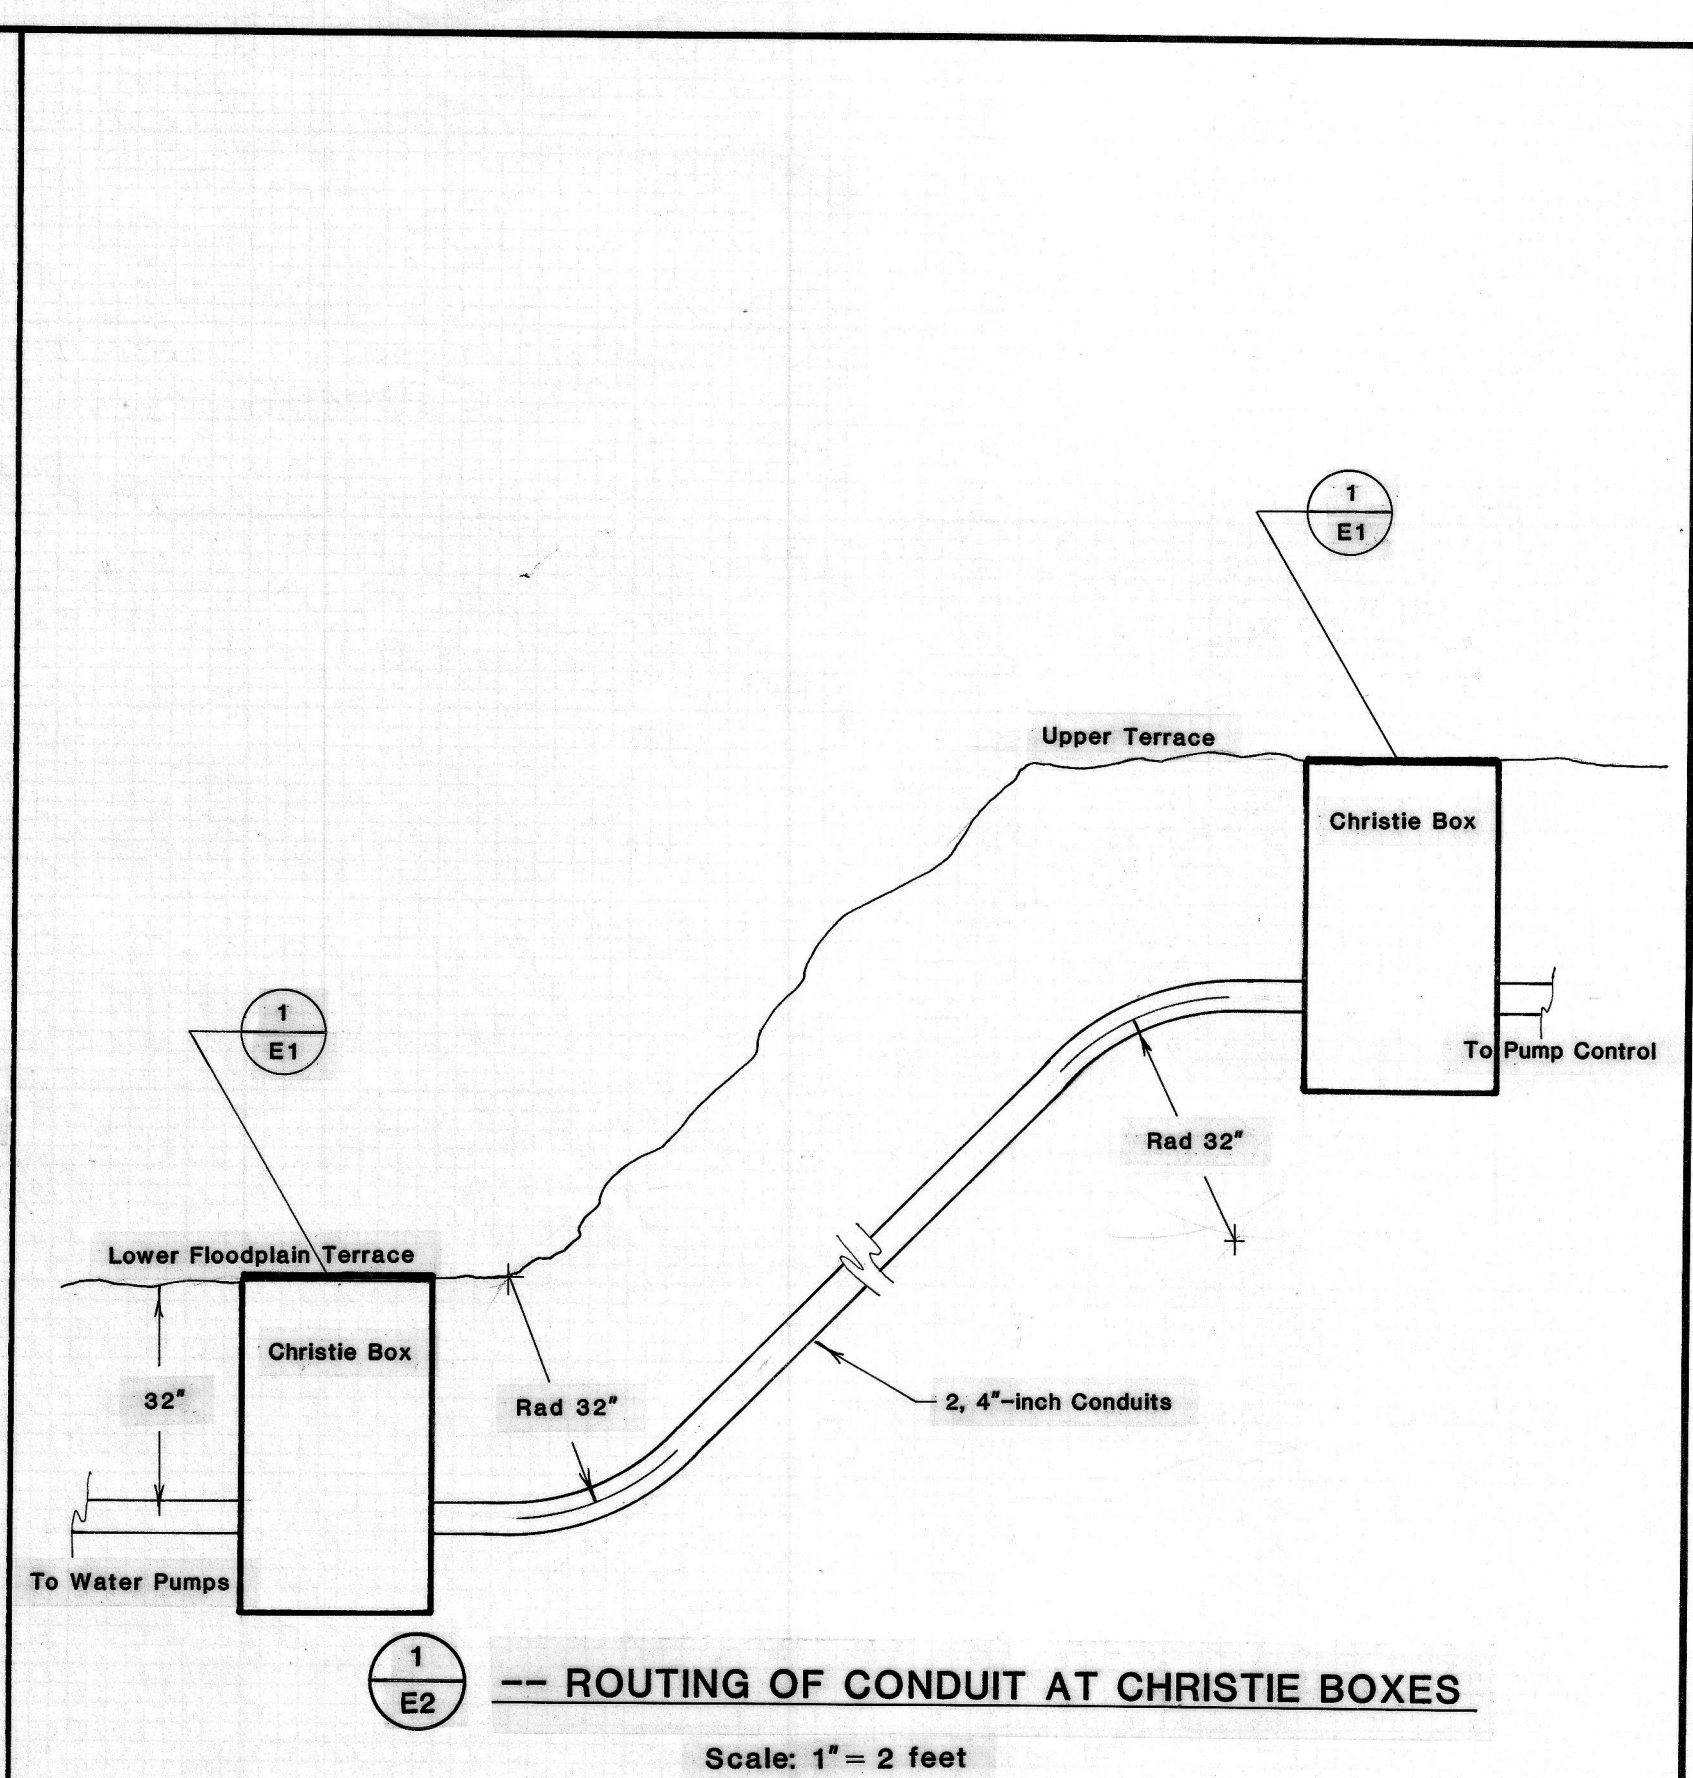 1
E1
Upper Terrace
Christie Box
1
E1
To Pump Control
Rad 32"
Lower Floodplain Terrace
Christie Box
32"
Rad 32"
2, 4"-inch Conduits
To Water Pumps
1
E2
-- ROUTING OF CONDUIT AT CHRISTIE BOXES
Scale: 1" = 2 feet